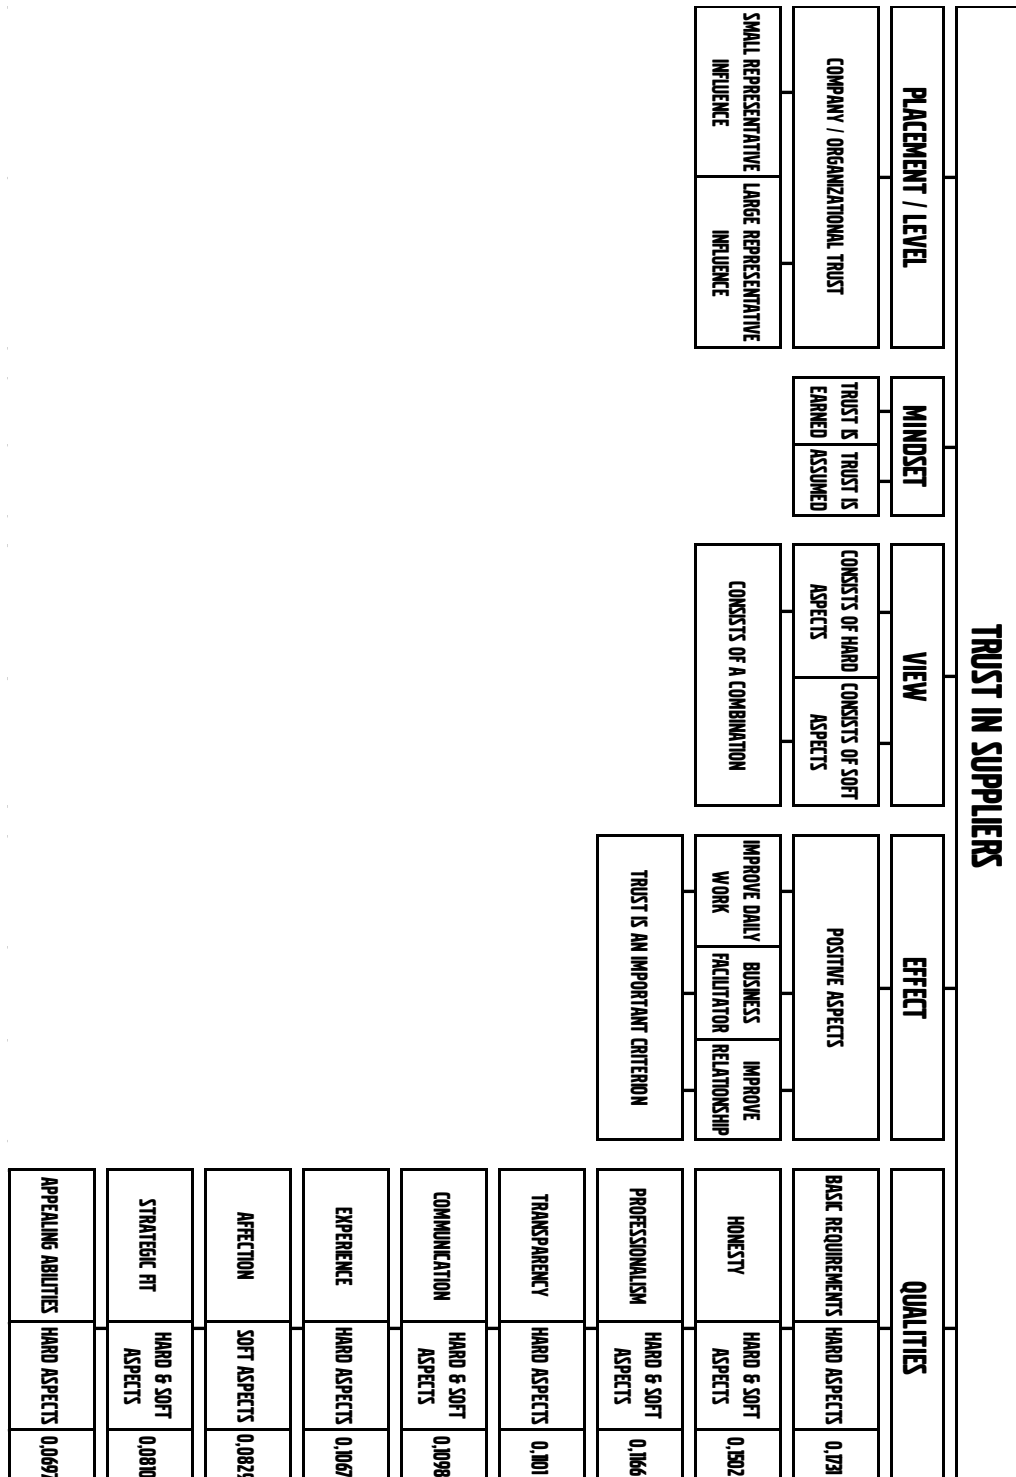 TRUST IN SUPPLIERS
PLACEMENT / LEVEL
COMPANY / ORGANIZATIONAL TRUST
SMALL REPRESENTATIVE
INFLUENCE
LARGE REPRESENTATIVE
INFLUENCE
MINDSET
TRUST IS
EARNED
TRUST IS
ASSUMED
VIEW
CONSISTS OF HARD
ASPECTS
CONSISTS OF SOFT
ASPECTS
CONSISTS OF A COMBINATION
EFFECT
POSITIVE ASPECTS
IMPROVE DAILY
WORK
BUSINESS
FACILITATOR
IMPROVE
RELATIONSHIP
TRUST IS AN IMPORTANT CRITERION
QUALITIES
BASIC REQUIREMENTS HARD ASPECTS 0,1731
HONESTY
HARD & SOFT
ASPECTS
0,1502
PROFESSIONALISM
HARD & SOFT
ASPECTS
0,1166
TRANSPARENCY HARD ASPECTS 0,1101
COMMUNICATION
HARD & SOFT
ASPECTS
0,1098
EXPERIENCE HARD ASPECTS 0,1067
AFFECTION SOFT ASPECTS
STRATEGIC FIT
HARD & SOFT
ASPECTS
0,0810
APPEALING ABILITIES HARD ASPECTS